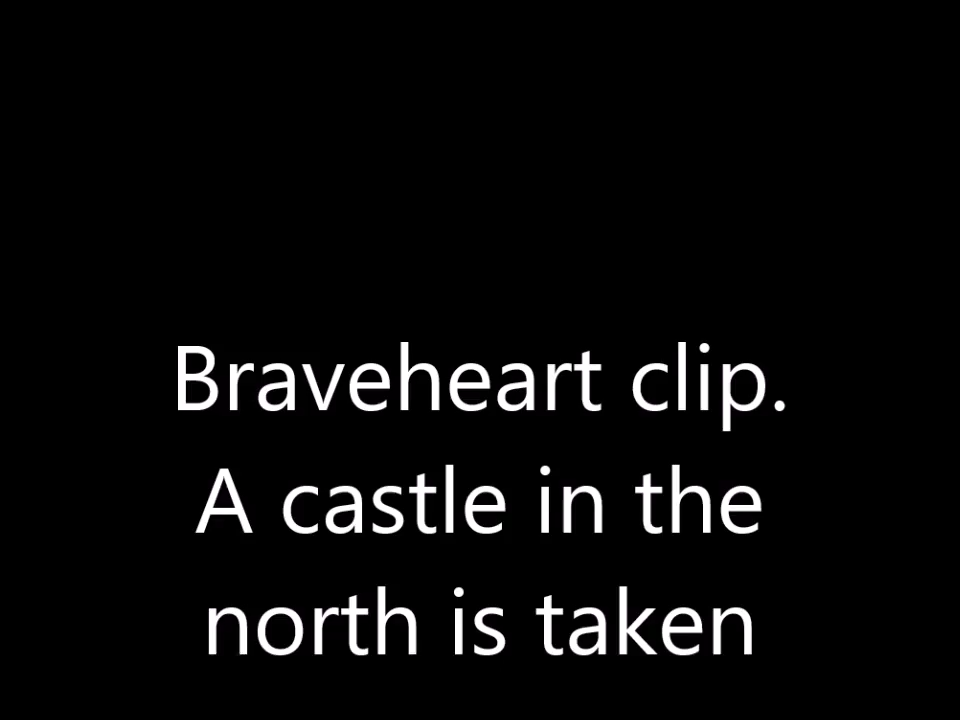 Braveheart clip.
A castle in the
north is taken